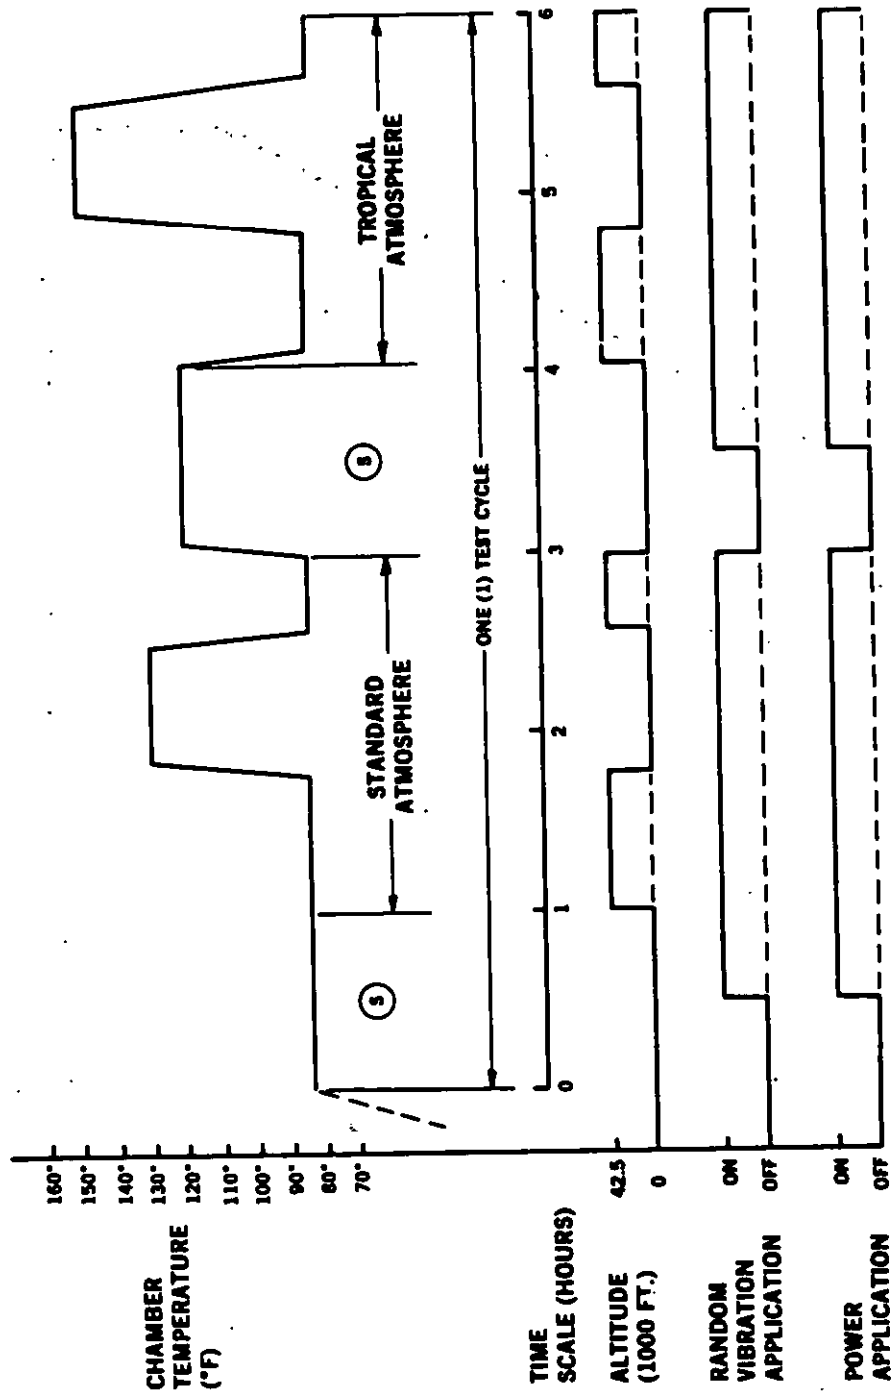 CHAMBER
TEMPERATURE
(°F)
160°
150°
140°
130°
120°
110°
100°
90°
80°
70°
S
STANDARD
ATMOSPHERE
S
TROPICAL
ATMOSPHERE
ONE (1) TEST CYCLE
TIME
SCALE (HOURS)
0
1
2
3
4
5
6
ALTITUDE
(1000 FT.)
42.5
0
RANDOM
VIBRATION
APPLICATION
ON
OFF
POWER
APPLICATION
ON
OFF